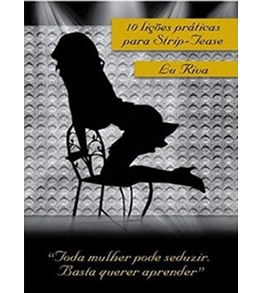 10 lições práticas
para Strip-Tease
Lu Riva
“Toda mulher pode seduzir.
Basta querer aprender”